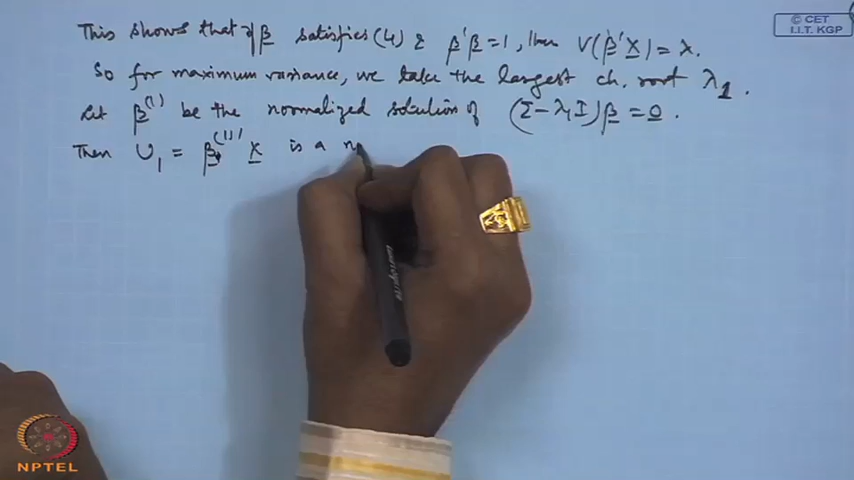 © CET
I.I.T. KGP
This shows that if β satisfies (4) & β'β = 1, then V(β'X) = λ.
So for maximum variance, we take the largest ch. root λ1.
Let β^(1) be the normalized solution of (Σ - λ1 I)β = 0.
Then U1 = β^(1)' X is a n
NPTEL